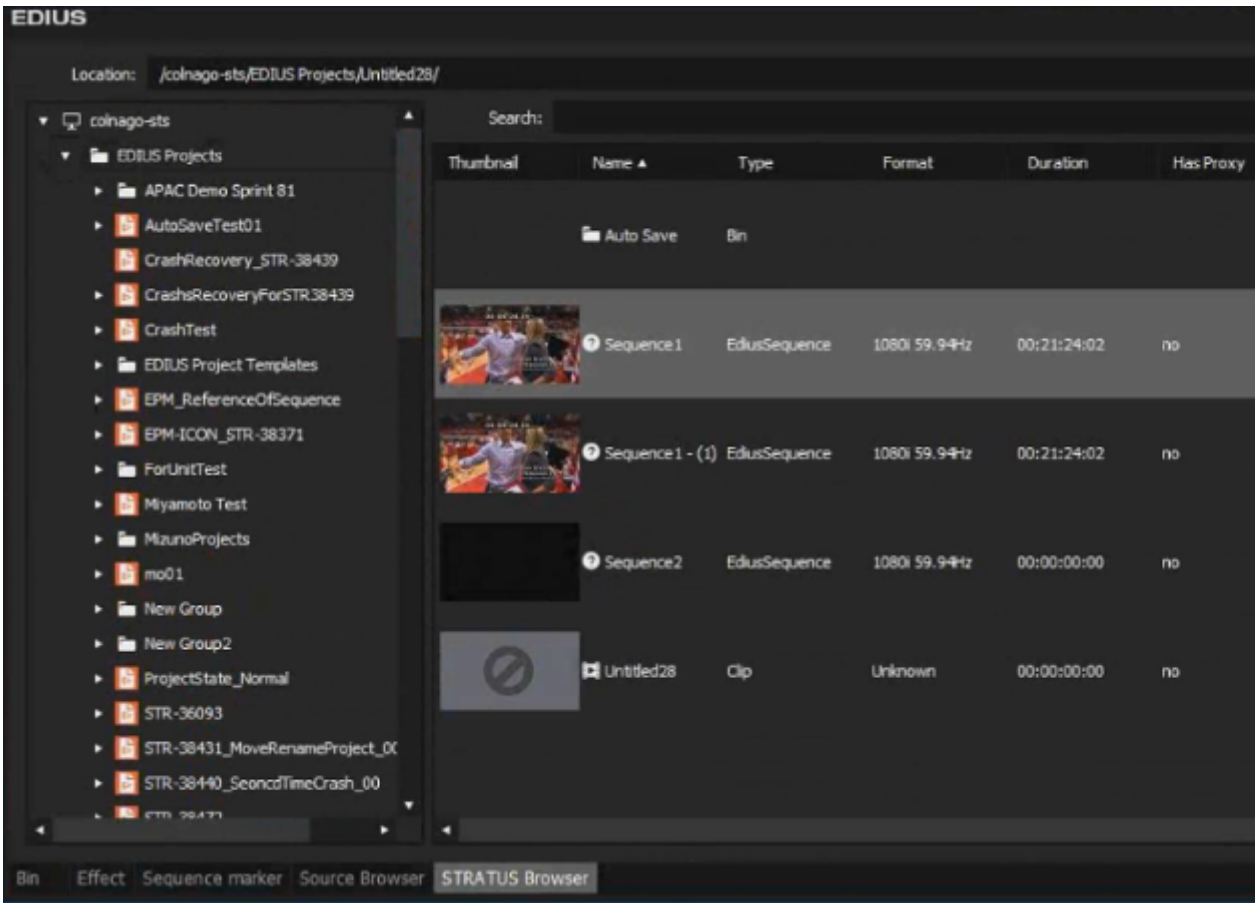 EDIUS
Location: /colnago-sts/EDIUS Projects/Untitled28/
colnago-sts
EDIUS Projects
APAC Demo Sprint 81
AutoSaveTest01
CrashRecovery_STR-38439
CrashsRecoveryForSTR38439
CrashTest
EDIUS Project Templates
EPM_ReferenceOfSequence
EPM-ICON_STR-38371
ForUnitTest
Miyamoto Test
MizunoProjects
mo01
New Group
New Group2
ProjectState_Normal
STR-36093
STR-38431_MoveRenameProject_00
STR-38440_SeoncdTimeCrash_00
STR-38472
Search:
Thumbnail Name Type Format Duration Has Proxy
Auto Save Bin
Sequence1 EdiusSequence 1080i 59.94Hz 00:21:24:02 no
Sequence1 - (1) EdiusSequence 1080i 59.94Hz 00:21:24:02 no
Sequence2 EdiusSequence 1080i 59.94Hz 00:00:00:00 no
Untitled28 Clip Unknown 00:00:00:00 no
Bin Effect Sequence marker Source Browser STRATUS Browser